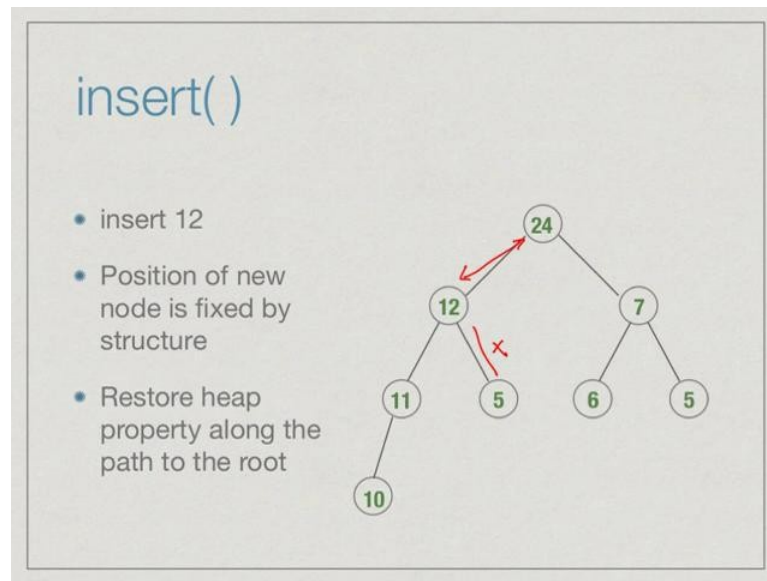 insert( )
insert 12
Position of new
node is fixed by
structure
Restore heap
property along the
path to the root
24
12
7
11
5
6
5
10
x